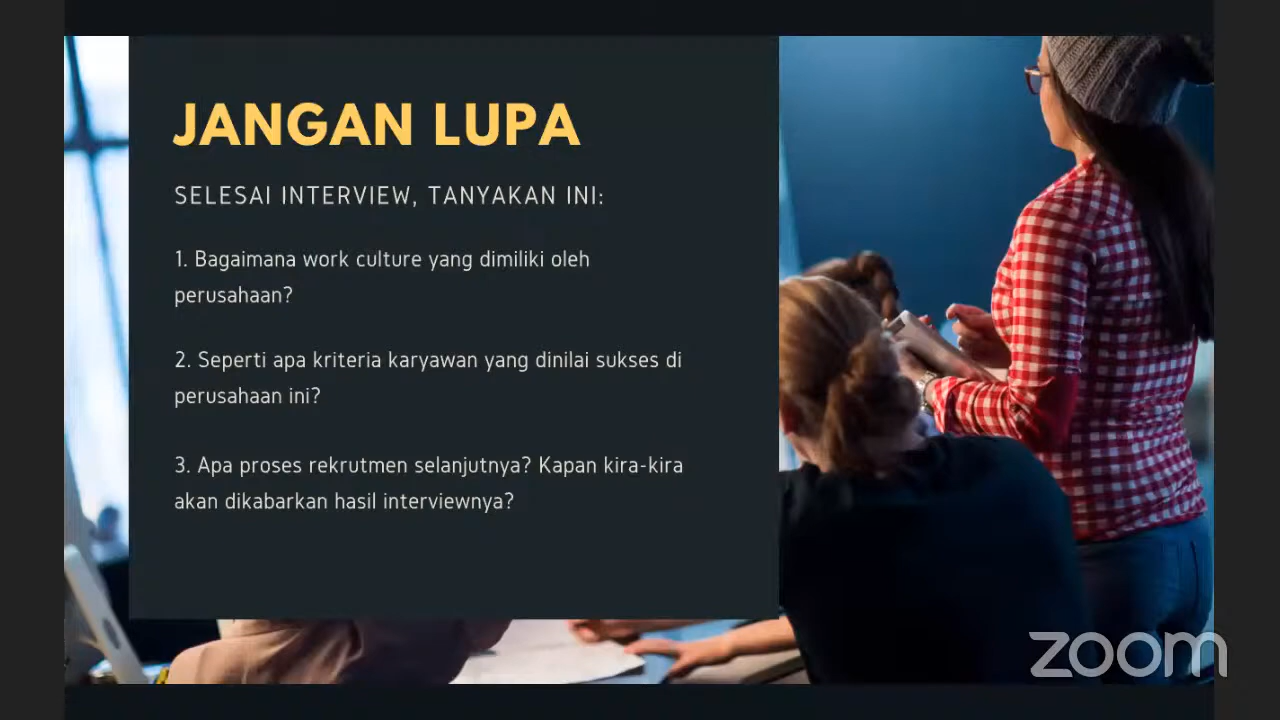 JANGAN LUPA
SELESAI INTERVIEW, TANYAKAN INI:
1. Bagaimana work culture yang dimiliki oleh
perusahaan?
2. Seperti apa kriteria karyawan yang dinilai sukses di
perusahaan ini?
3. Apa proses rekrutmen selanjutnya? Kapan kira-kira
akan dikabarkan hasil interviewnya?
zoom